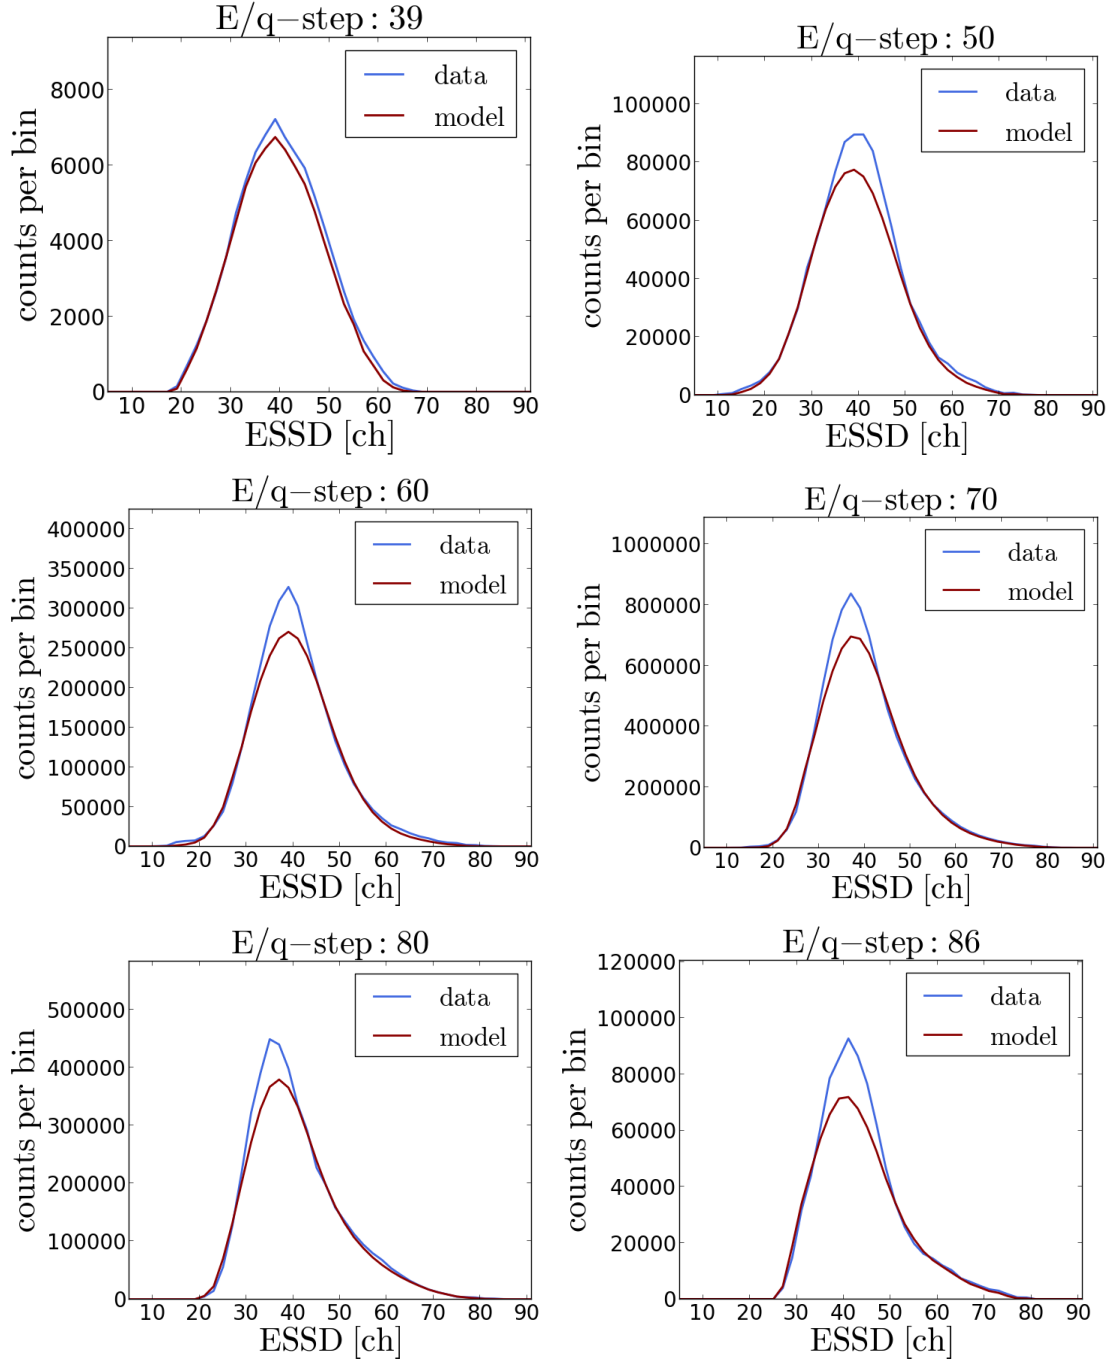 E/q−step: 39
data
model
counts per bin
8000
6000
4000
2000
0
10 20 30 40 50 60 70 80 90
ESSD [ch]
E/q−step: 50
data
model
counts per bin
100000
80000
60000
40000
20000
0
10 20 30 40 50 60 70 80 90
ESSD [ch]
E/q−step: 60
data
model
counts per bin
400000
350000
300000
250000
200000
150000
100000
50000
0
10 20 30 40 50 60 70 80 90
ESSD [ch]
E/q−step: 70
data
model
counts per bin
1000000
800000
600000
400000
200000
0
10 20 30 40 50 60 70 80 90
ESSD [ch]
E/q−step: 80
data
model
counts per bin
500000
400000
300000
200000
100000
0
10 20 30 40 50 60 70 80 90
ESSD [ch]
E/q−step: 86
data
model
counts per bin
120000
100000
80000
60000
40000
20000
0
10 20 30 40 50 60 70 80 90
ESSD [ch]